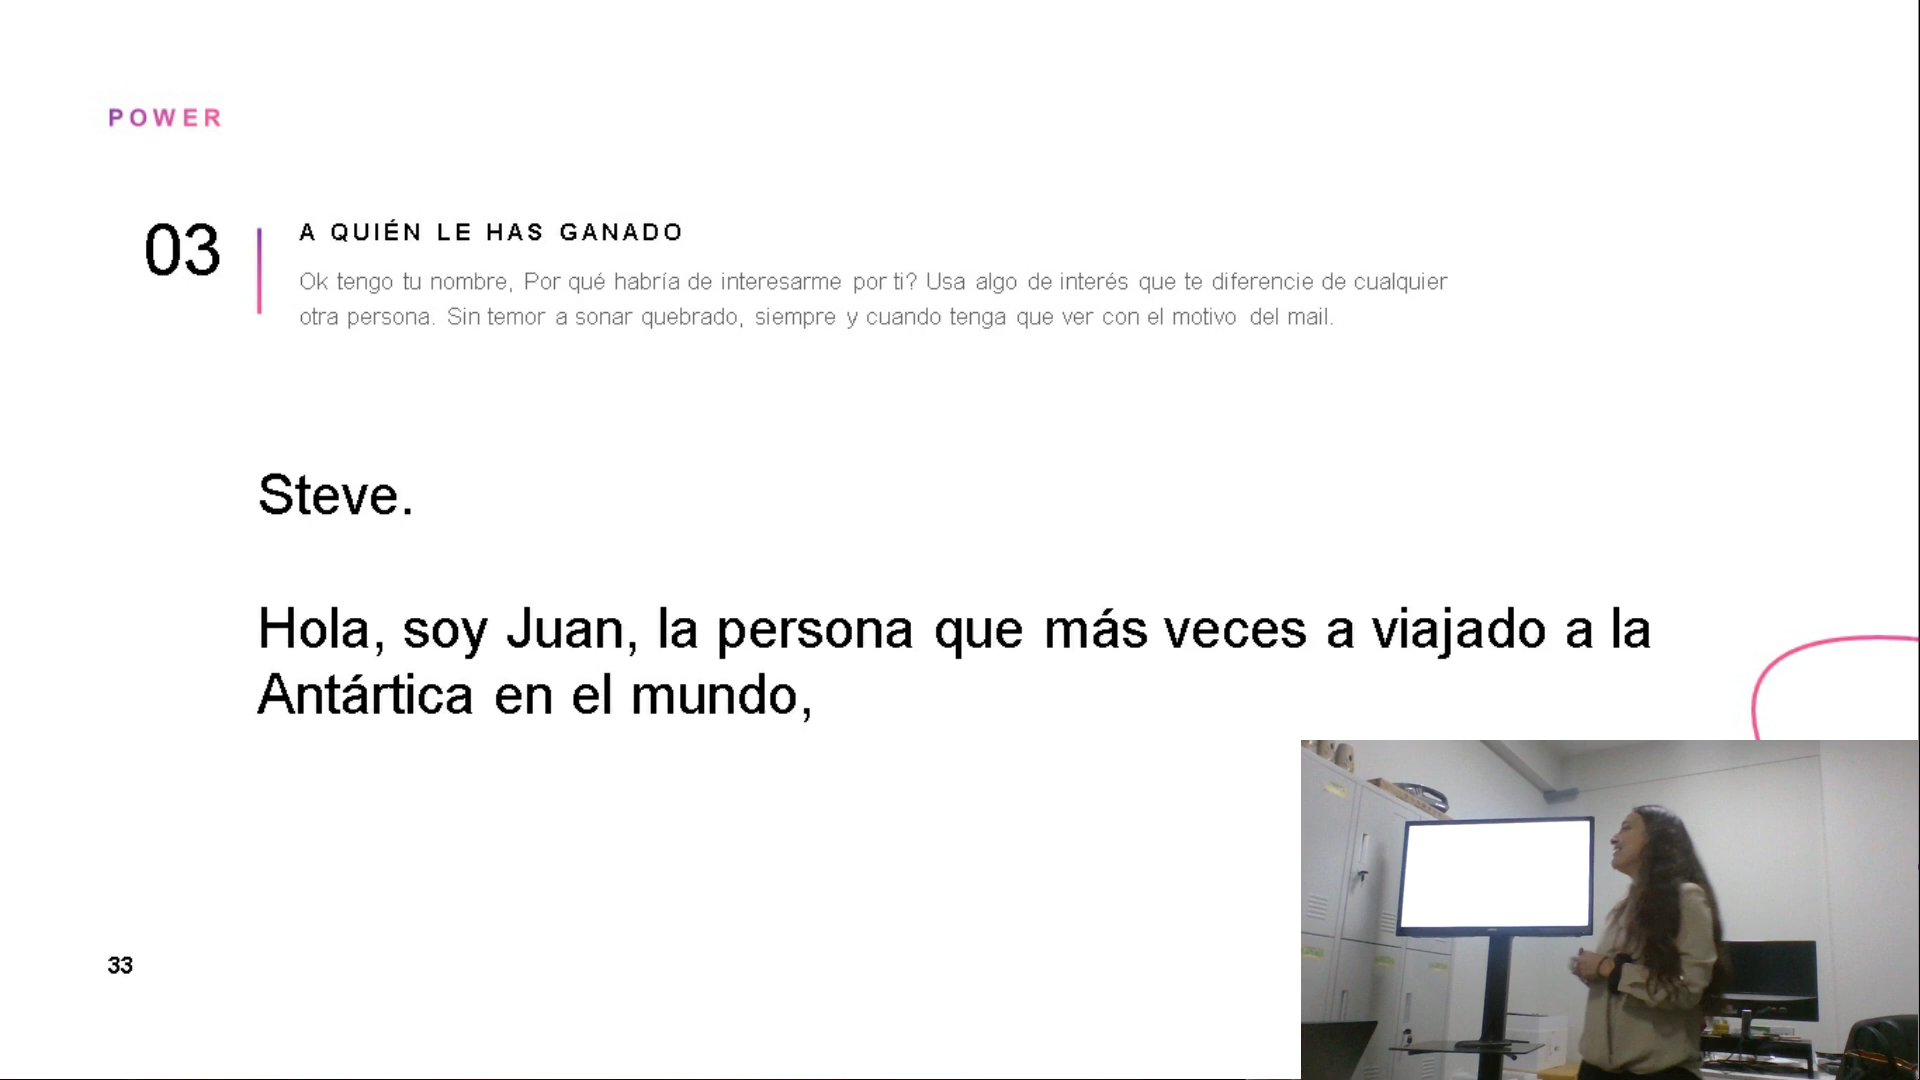 POWER
03
A QUIÉN LE HAS GANADO
Ok tengo tu nombre, Por qué habría de interesarme por ti? Usa algo de interés que te diferencie de cualquier
otra persona. Sin temor a sonar quebrado, siempre y cuando tenga que ver con el motivo del mail.
Steve.
Hola, soy Juan, la persona que más veces a viajado a la
Antártica en el mundo,
33